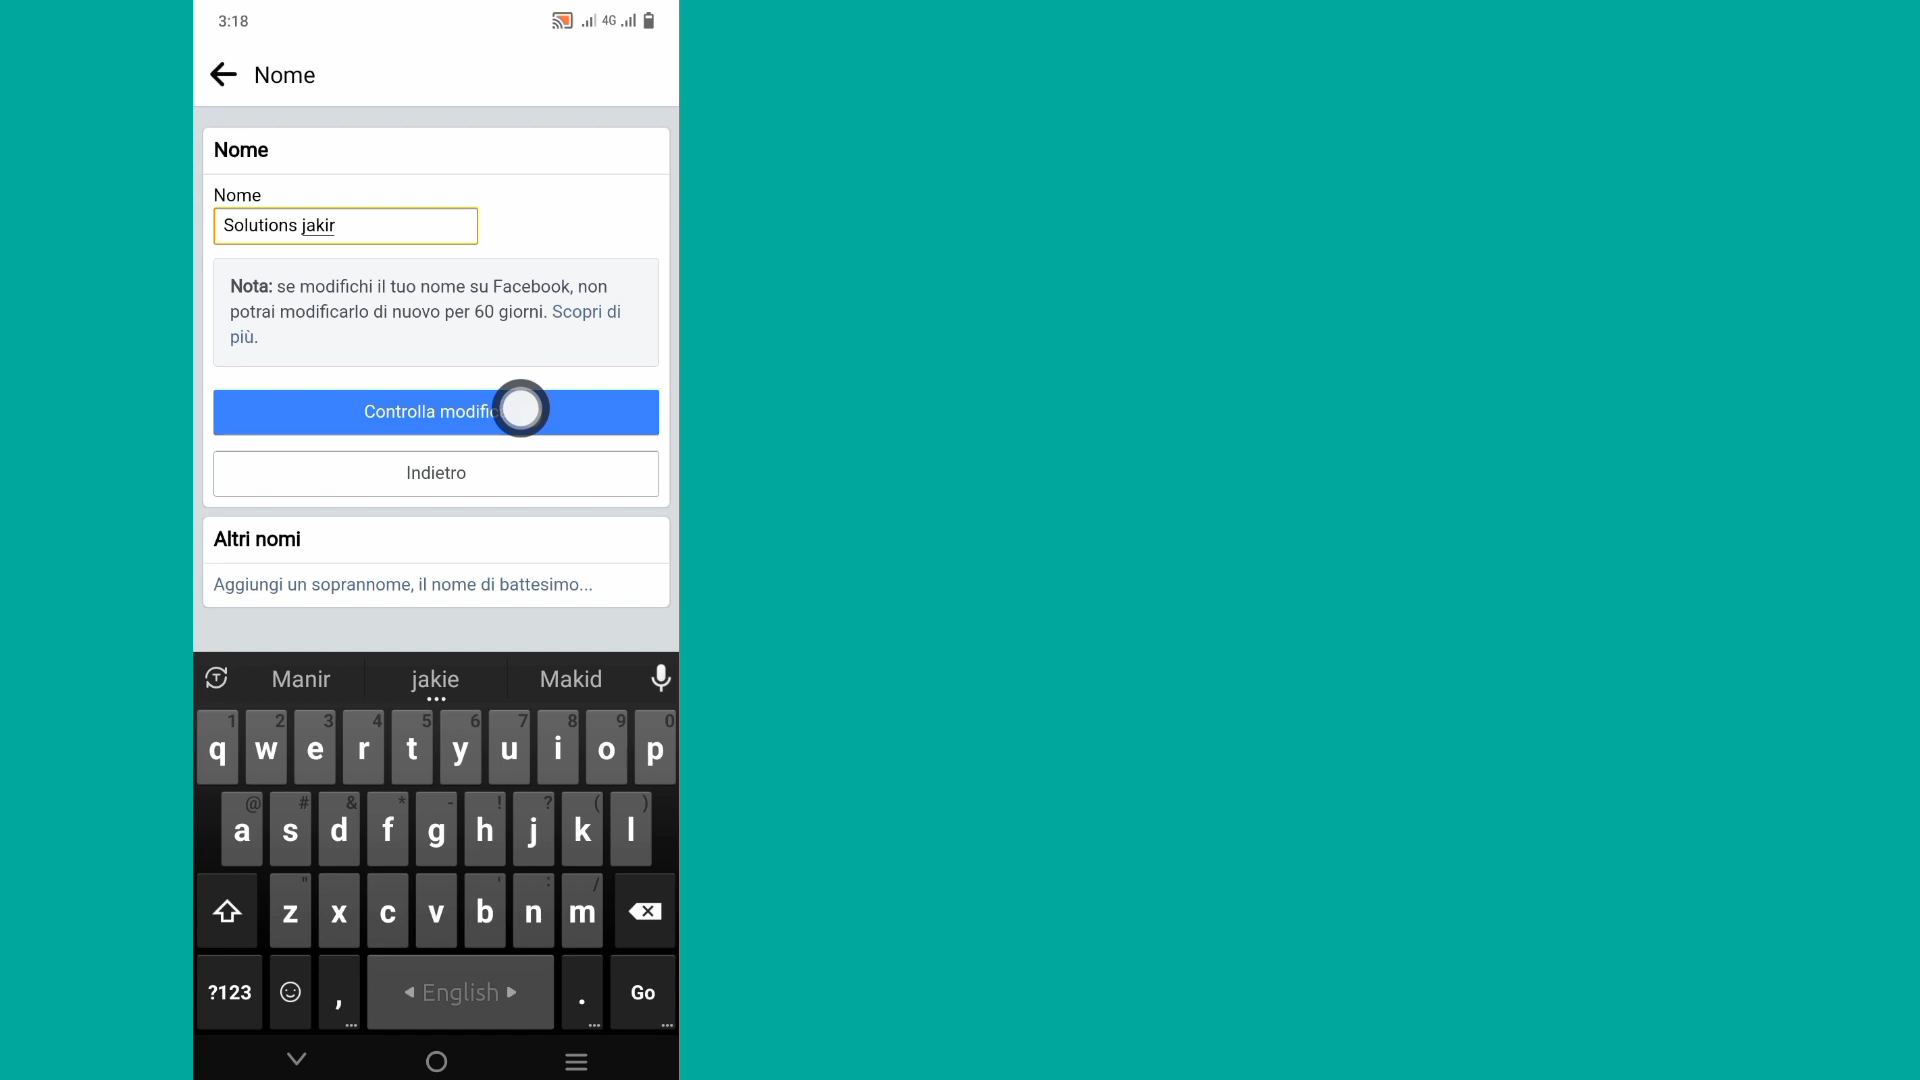 3:18
4G
Nome
Nome
Nome
Solutions jakir
Nota: se modifichi il tuo nome su Facebook, non
potrai modificarlo di nuovo per 60 giorni. Scopri di
più.
Controlla
Indietro
Altri nomi
Aggiungi un soprannome, il nome di battesimo...
Manir jakie Makid
1 2 3 4 5 6 7 8 9 0
q w e r t y u i o p
@ # & * - ! ? ( )
a s d f g h j k l
" ' : /
z x c v b n m
?123 , English . Go